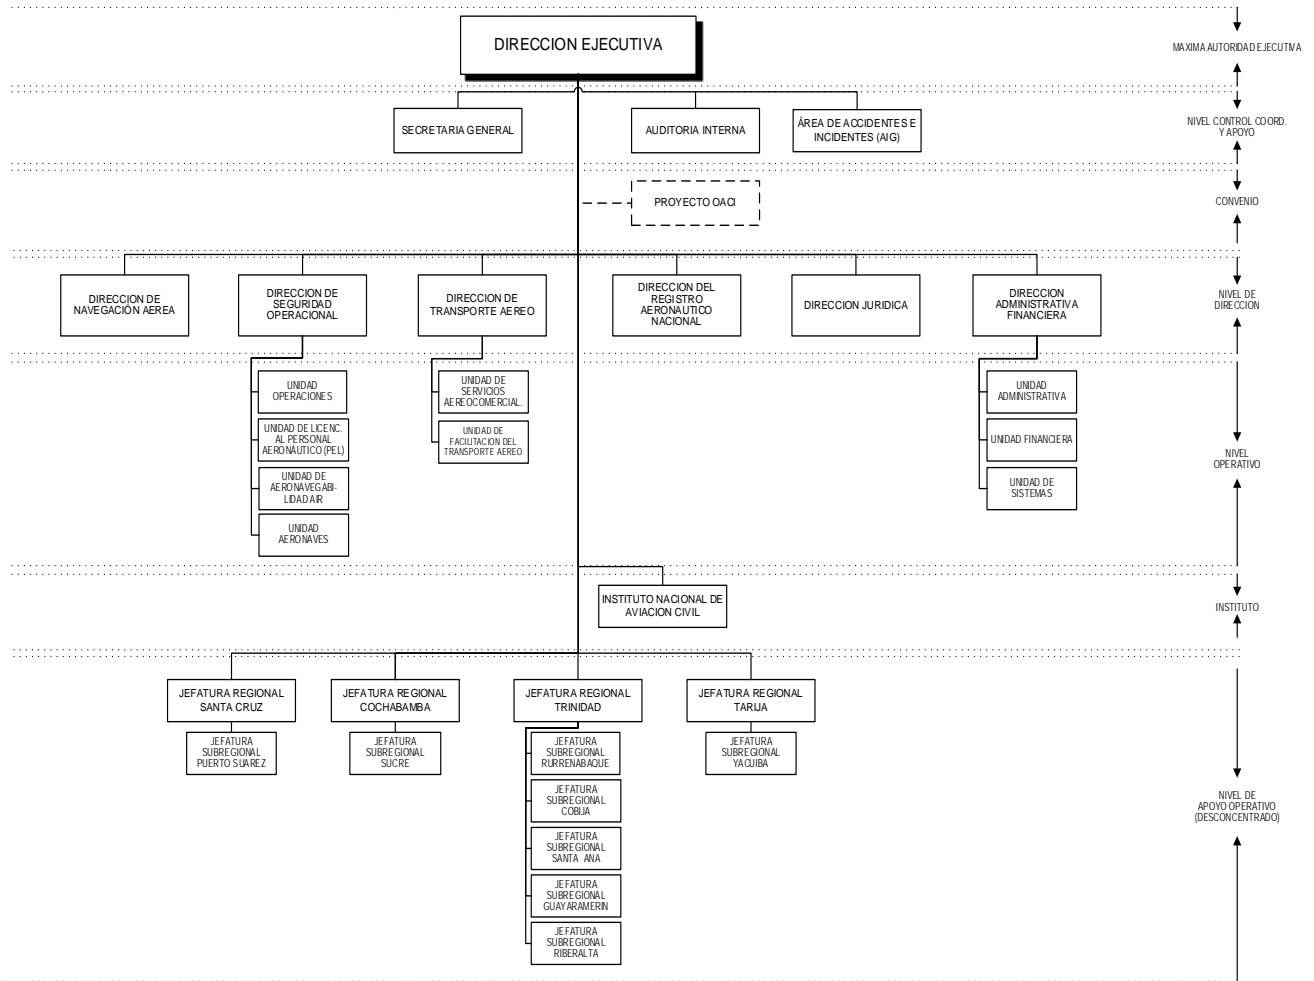 DIRECCION EJECUTIVA
MAXIMA AUTORIDAD EJECUTIVA
SECRETARIA GENERAL
AUDITORIA INTERNA
ÁREA DE ACCIDENTES E
INCIDENTES (AIG)
NIVEL CONTROL COORD.
Y APOYO
PROYECTO OACI
CONVENIO
DIRECCION DE
NAVEGACIÓN AEREA
DIRECCION DE
SEGURIDAD
OPERACIONAL
DIRECCION DE
TRANSPORTE AEREO
DIRECCION DEL
REGISTRO
AERONAUTICO
NACIONAL
DIRECCION JURIDICA
DIRECCION
ADMINISTRATIVA
FINANCIERA
NIVEL DE
DIRECCION
UNIDAD
OPERACIONES
UNIDAD DE LICENC.
AL PERSONAL
AERONÁUTICO (PEL)
UNIDAD DE
AERONAVEGABI-
LIDAD AIR
UNIDAD
AERONAVES
UNIDAD DE
SERVICIOS
AEREOCOMERCIAL.
UNIDAD DE
FACILITACION DEL
TRANSPORTE AEREO
UNIDAD
ADMINISTRATIVA
UNIDAD FINANCIERA
UNIDAD DE
SISTEMAS
NIVEL
OPERATIVO
INSTITUTO NACIONAL DE
AVIACION CIVIL
INSTITUTO
JEFATURA REGIONAL
SANTA CRUZ
JEFATURA REGIONAL
COCHABAMBA
JEFATURA REGIONAL
TRINIDAD
JEFATURA REGIONAL
TARIJA
JEFATURA
SUBREGIONAL
PUERTO SUAREZ
JEFATURA
SUBREGIONAL
SUCRE
JEFATURA
SUBREGIONAL
RURRENABAQUE
JEFATURA
SUBREGIONAL
YACUIBA
JEFATURA
SUBREGIONAL
COBIJA
JEFATURA
SUBREGIONAL
SANTA ANA
JEFATURA
SUBREGIONAL
GUAYARAMERIN
JEFATURA
SUBREGIONAL
RIBERALTA
NIVEL DE
APOYO OPERATIVO
(DESCONCENTRADO)